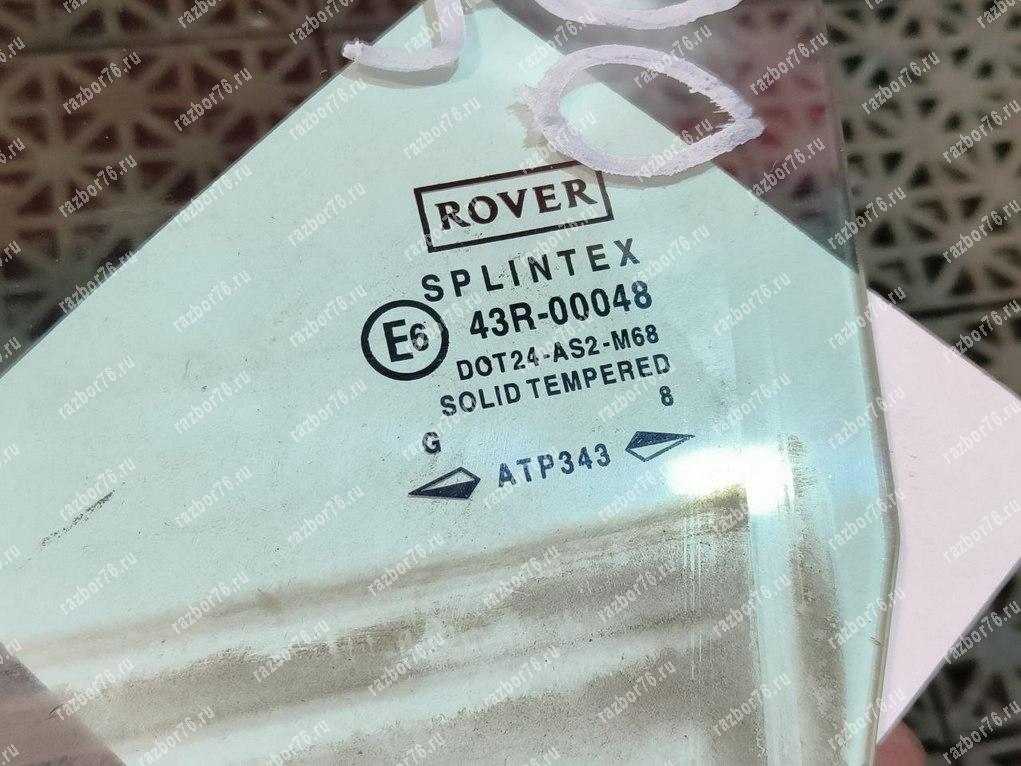 ROVER
SPLINTEX
E6 43R-00048
DOT24-AS2-M68
SOLID TEMPERED
G 8
ATP343
razbor76.ru